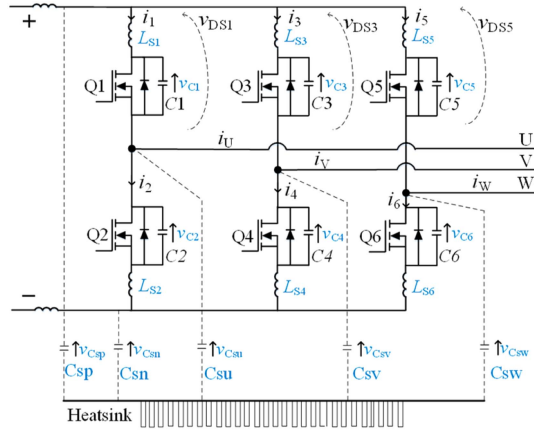 + i1 vDS1 i3 vDS3 i5 vDS5
LS1 LS3 LS5
Q1 vC1 Q3 vC3 Q5 vC5
C1 C3 C5
iU U
iV V
i2 i4 i6 iW W
Q2 vC2 Q4 vC4 Q6 vC6
C2 C4 C6
LS2 LS4 LS6
−
vCsp vCsn vCsu vCsv vCsw
Csp Csn Csu Csv Csw
Heatsink